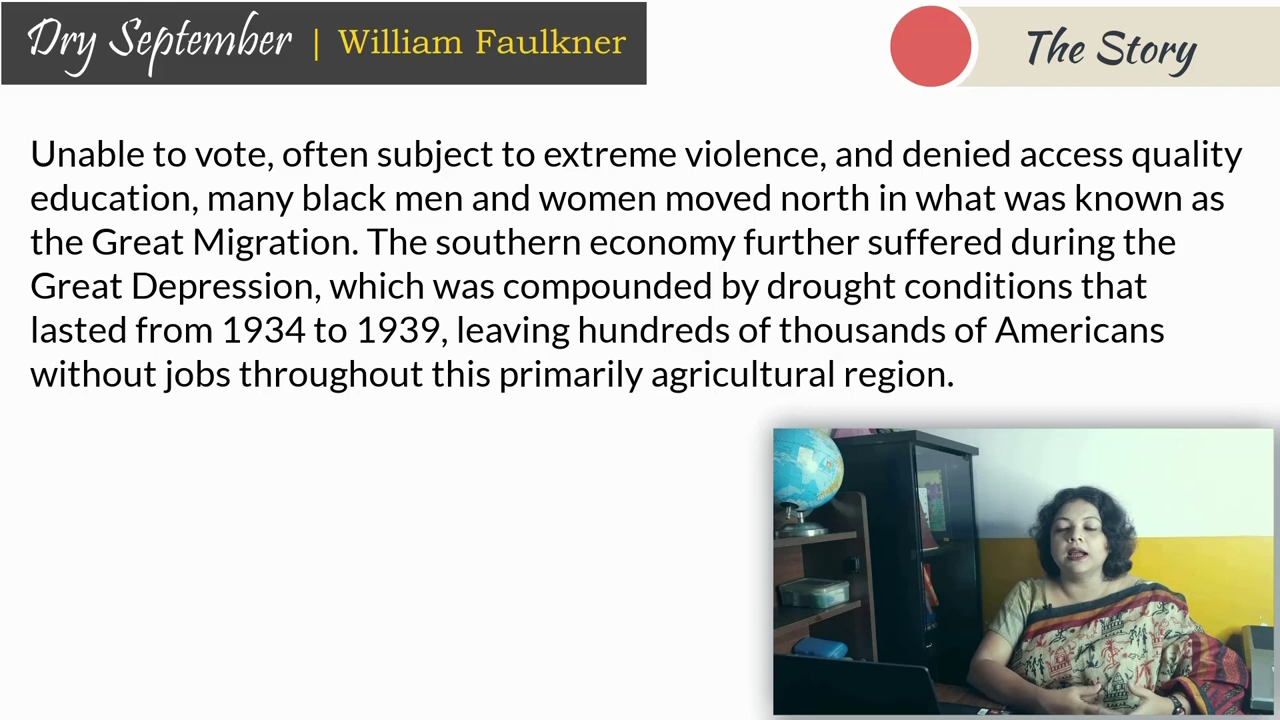 Dry September | William Faulkner
The Story
Unable to vote, often subject to extreme violence, and denied access quality
education, many black men and women moved north in what was known as
the Great Migration. The southern economy further suffered during the
Great Depression, which was compounded by drought conditions that
lasted from 1934 to 1939, leaving hundreds of thousands of Americans
without jobs throughout this primarily agricultural region.